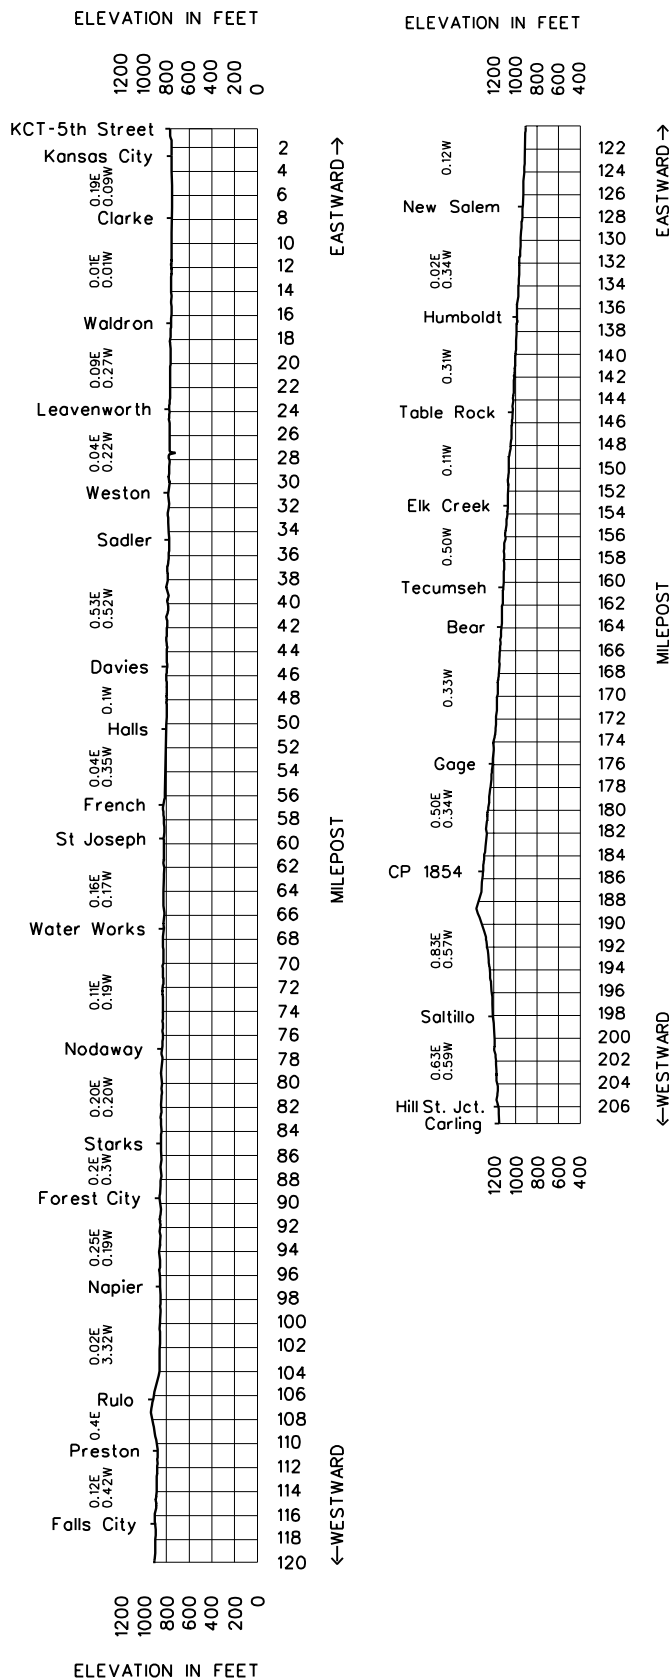 ELEVATION IN FEET
1200
1000
800
600
400
200
0
KCT-5th Street
2
Kansas City
4
0.19E
0.09W
6
Clarke
8
10
0.01E
0.01W
12
14
16
Waldron
18
0.09E
0.27W
20
22
Leavenworth
24
26
0.04E
0.22W
28
30
Weston
32
34
Sadler
36
38
0.53E
0.52W
40
42
44
Davies
46
0.1W
48
50
Halls
52
0.04E
0.35W
54
56
French
58
St Joseph
60
62
0.16E
0.17W
64
66
Water Works
68
70
0.11E
0.19W
72
74
76
Nodaway
78
80
0.20E
0.20W
82
84
Starks
86
0.2E
0.3W
88
Forest City
90
92
0.25E
0.19W
94
96
Napier
98
100
0.02E
3.32W
102
104
Rulo
106
0.4E
108
110
Preston
112
0.12E
0.42W
114
116
Falls City
118
120
EASTWARD→
MILEPOST
←WESTWARD
1200
1000
800
600
400
200
0
ELEVATION IN FEET
ELEVATION IN FEET
1200
1000
800
600
400
0.12W
122
124
126
New Salem
128
130
0.02E
0.34W
132
134
136
Humboldt
138
140
0.31W
142
144
Table Rock
146
148
0.11W
150
152
Elk Creek
154
156
0.50W
158
Tecumseh
160
162
Bear
164
166
168
0.33W
170
172
174
Gage
176
178
0.50E
0.34W
180
182
184
CP 1854
186
188
190
0.83E
0.57W
192
194
196
Saltillo
198
200
0.63E
0.59W
202
204
Hill St. Jct.
206
Carling
EASTWARD→
MILEPOST
←WESTWARD
1200
1000
800
600
400